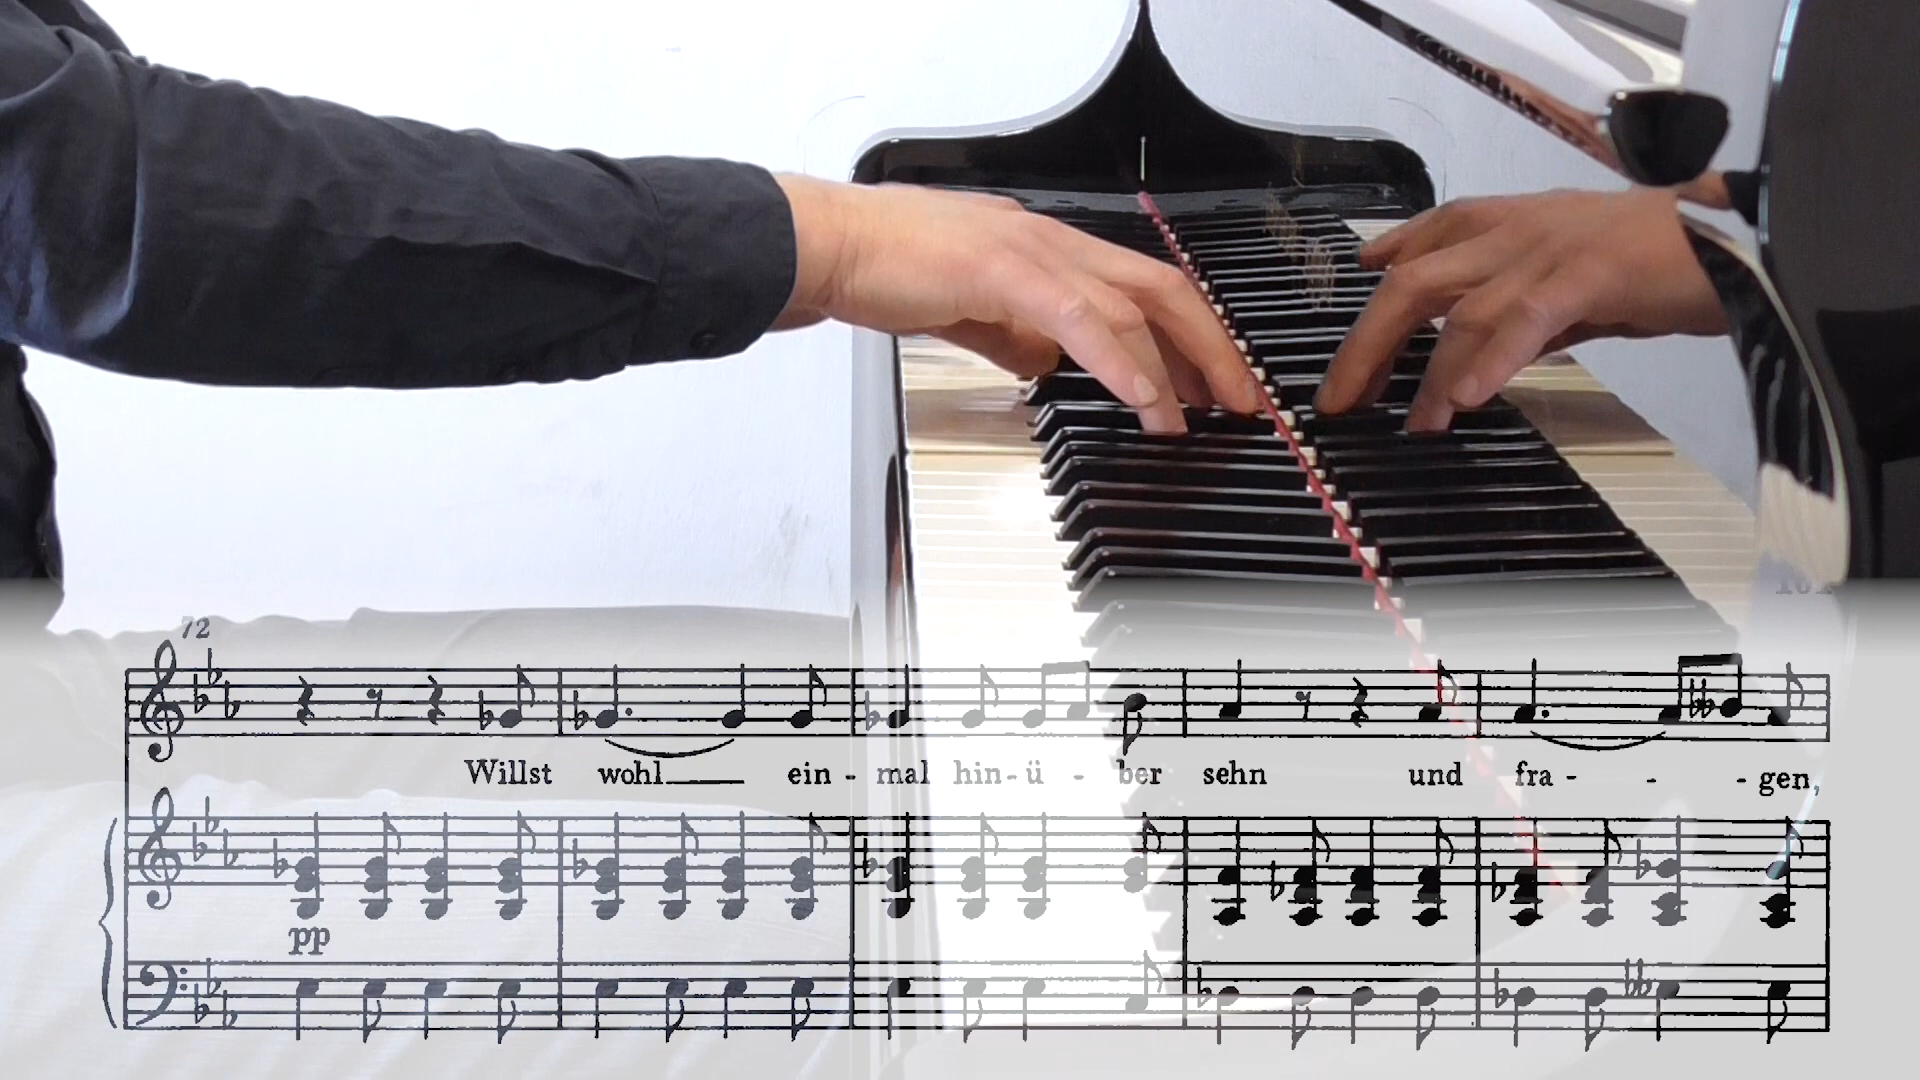 72
Willst wohl ein - mal hin - ü - ber sehn und fra - - - gen,
pp